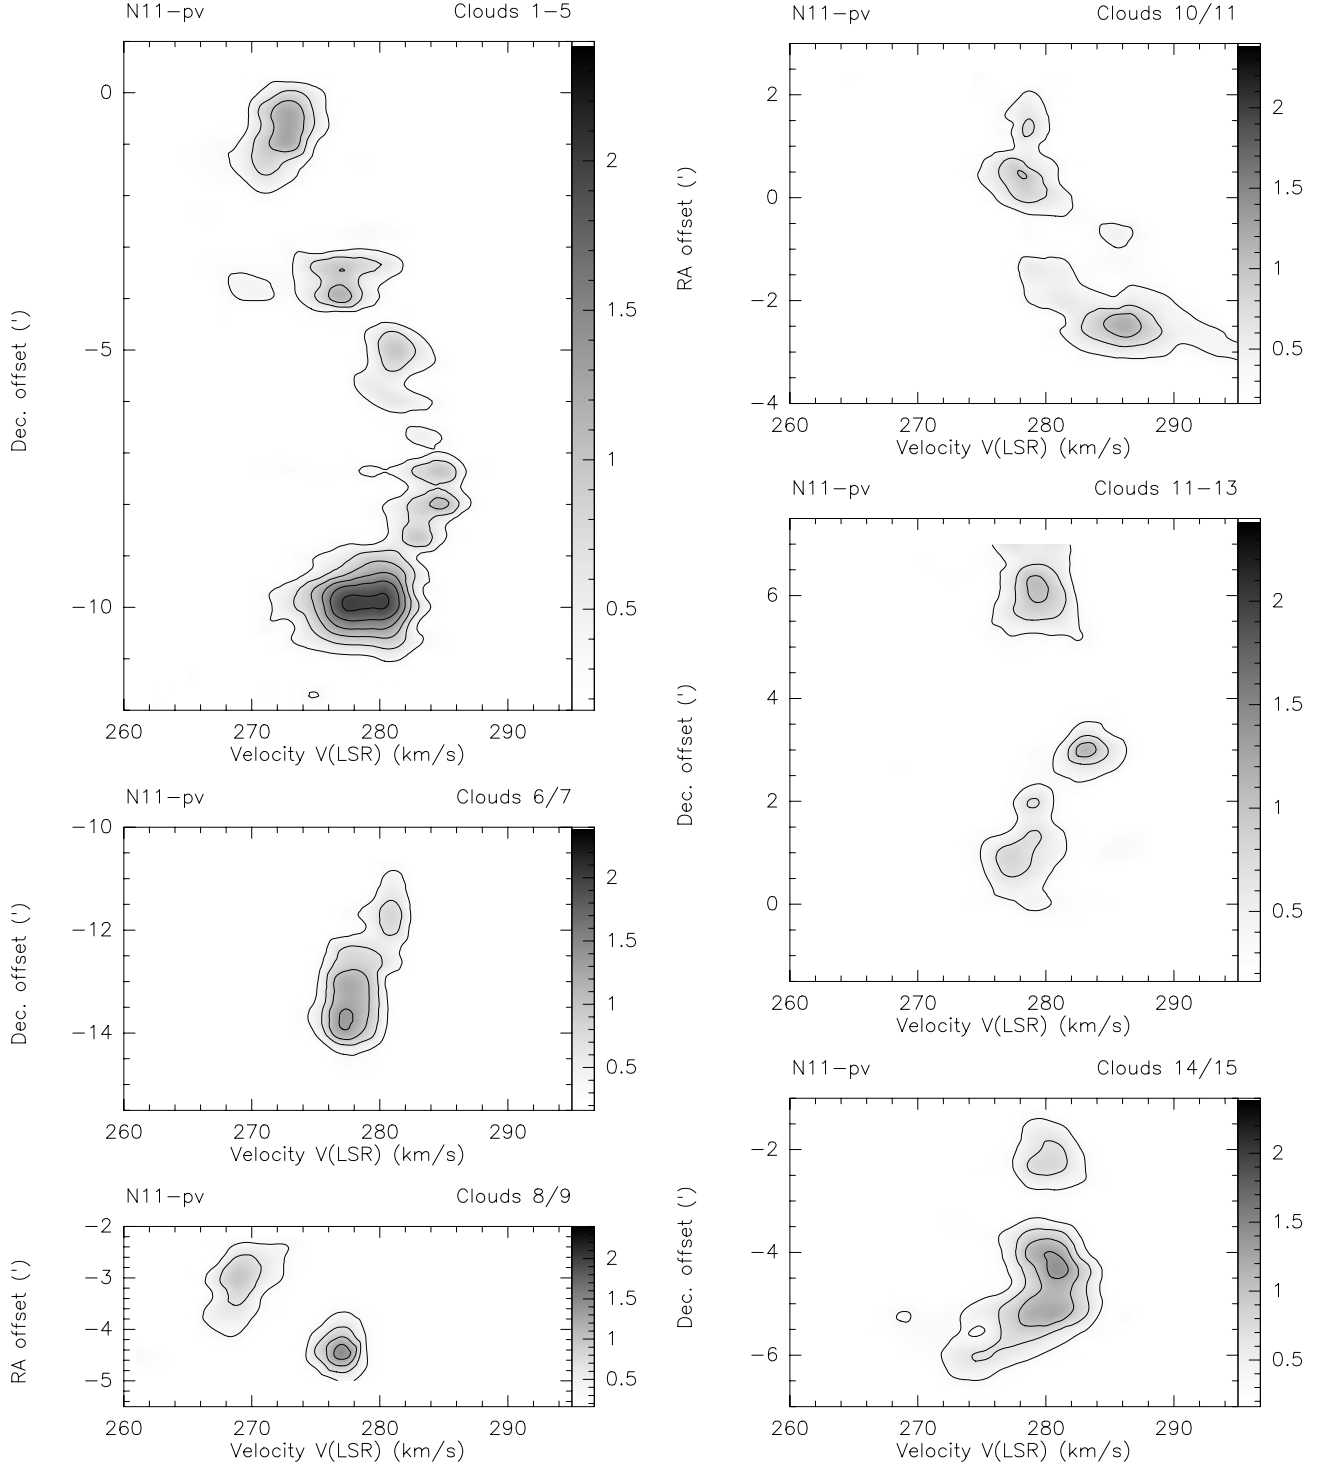 N11-pv Clouds 1-5
0
-5
-10
2
1.5
1
0.5
Dec. offset (')
260 270 280 290
Velocity V(LSR) (km/s)
N11-pv Clouds 6/7
-10
-12
-14
2
1.5
1
0.5
Dec. offset (')
260 270 280 290
Velocity V(LSR) (km/s)
N11-pv Clouds 8/9
-2
-3
-4
-5
2
1.5
1
0.5
RA offset (')
260 270 280 290
Velocity V(LSR) (km/s)
N11-pv Clouds 10/11
2
0
-2
-4
2
1.5
1
0.5
RA offset (')
260 270 280 290
Velocity V(LSR) (km/s)
N11-pv Clouds 11-13
6
4
2
0
2
1.5
1
0.5
Dec. offset (')
260 270 280 290
Velocity V(LSR) (km/s)
N11-pv Clouds 14/15
-2
-4
-6
2
1.5
1
0.5
Dec. offset (')
260 270 280 290
Velocity V(LSR) (km/s)